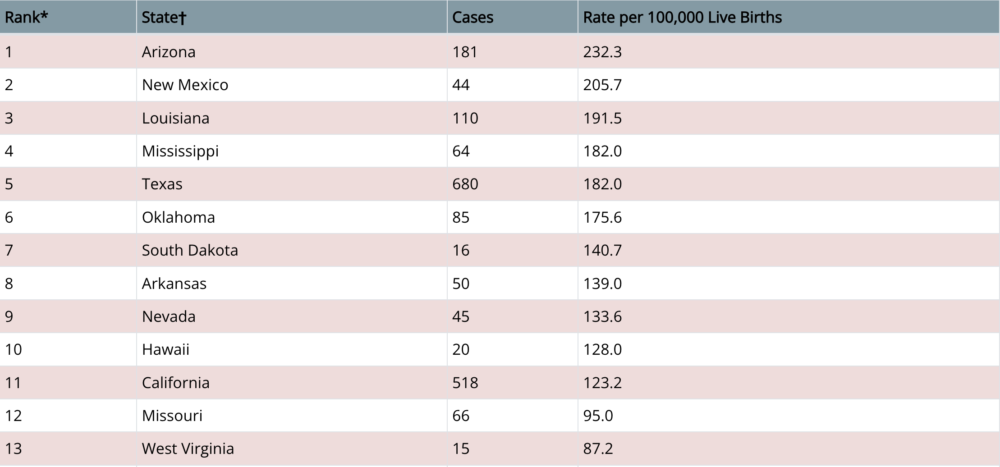 Rank* State† Cases Rate per 100,000 Live Births
1 Arizona 181 232.3
2 New Mexico 44 205.7
3 Louisiana 110 191.5
4 Mississippi 64 182.0
5 Texas 680 182.0
6 Oklahoma 85 175.6
7 South Dakota 16 140.7
8 Arkansas 50 139.0
9 Nevada 45 133.6
10 Hawaii 20 128.0
11 California 518 123.2
12 Missouri 66 95.0
13 West Virginia 15 87.2